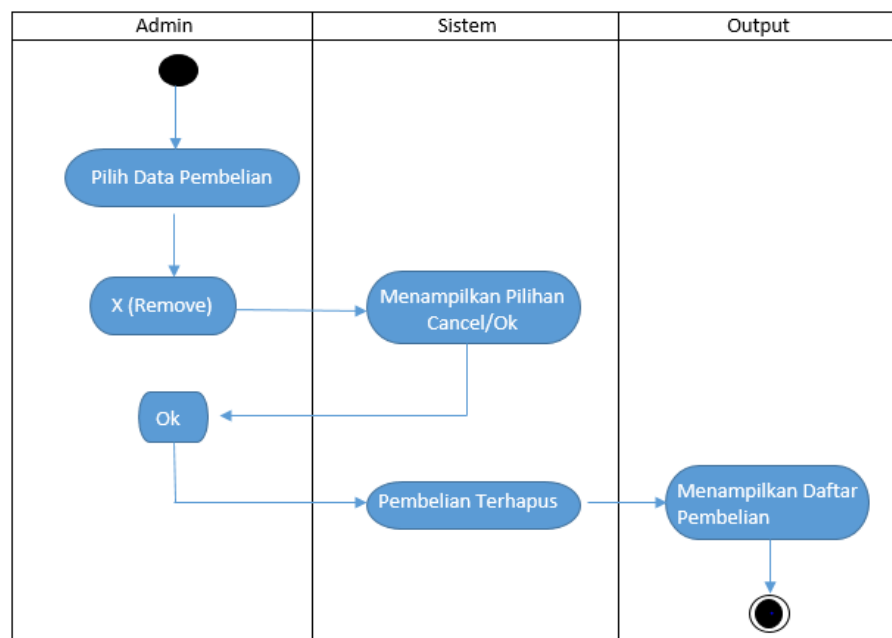 Admin
Sistem
Output
Pilih Data Pembelian
X (Remove)
Menampilkan Pilihan
Cancel/Ok
Ok
Pembelian Terhapus
Menampilkan Daftar
Pembelian